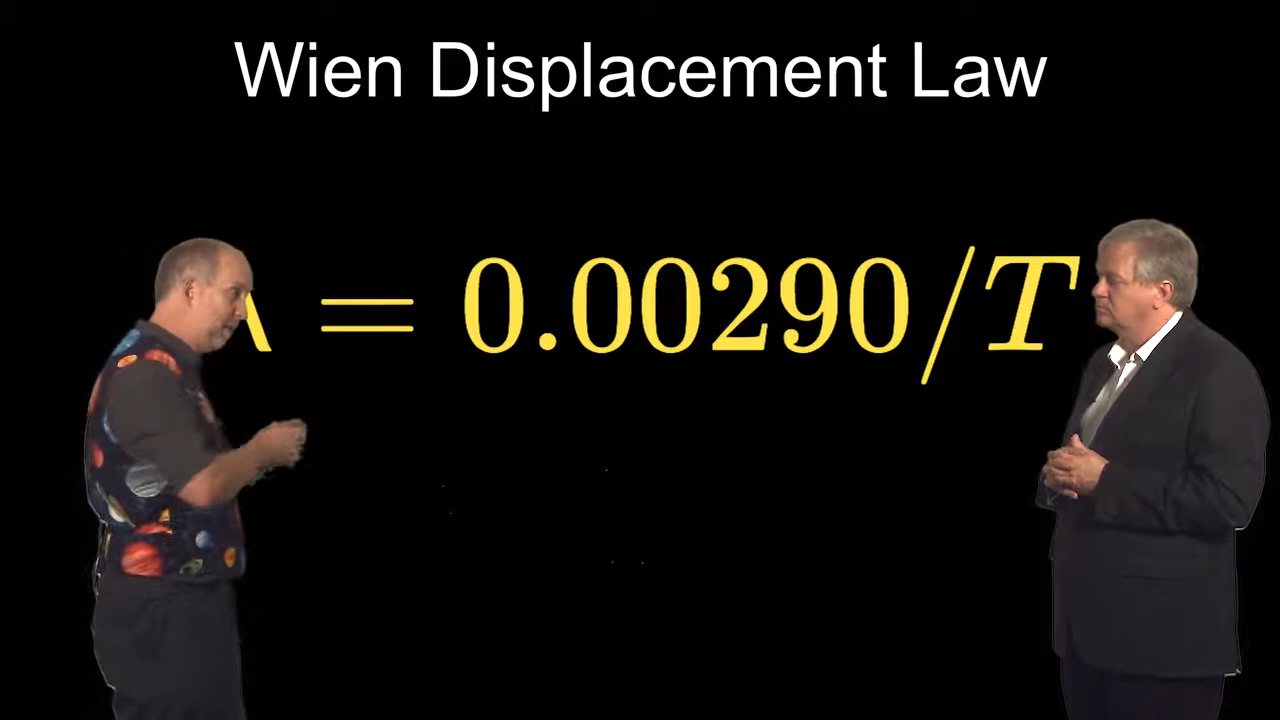 Wien Displacement Law
λ = 0.00290/T